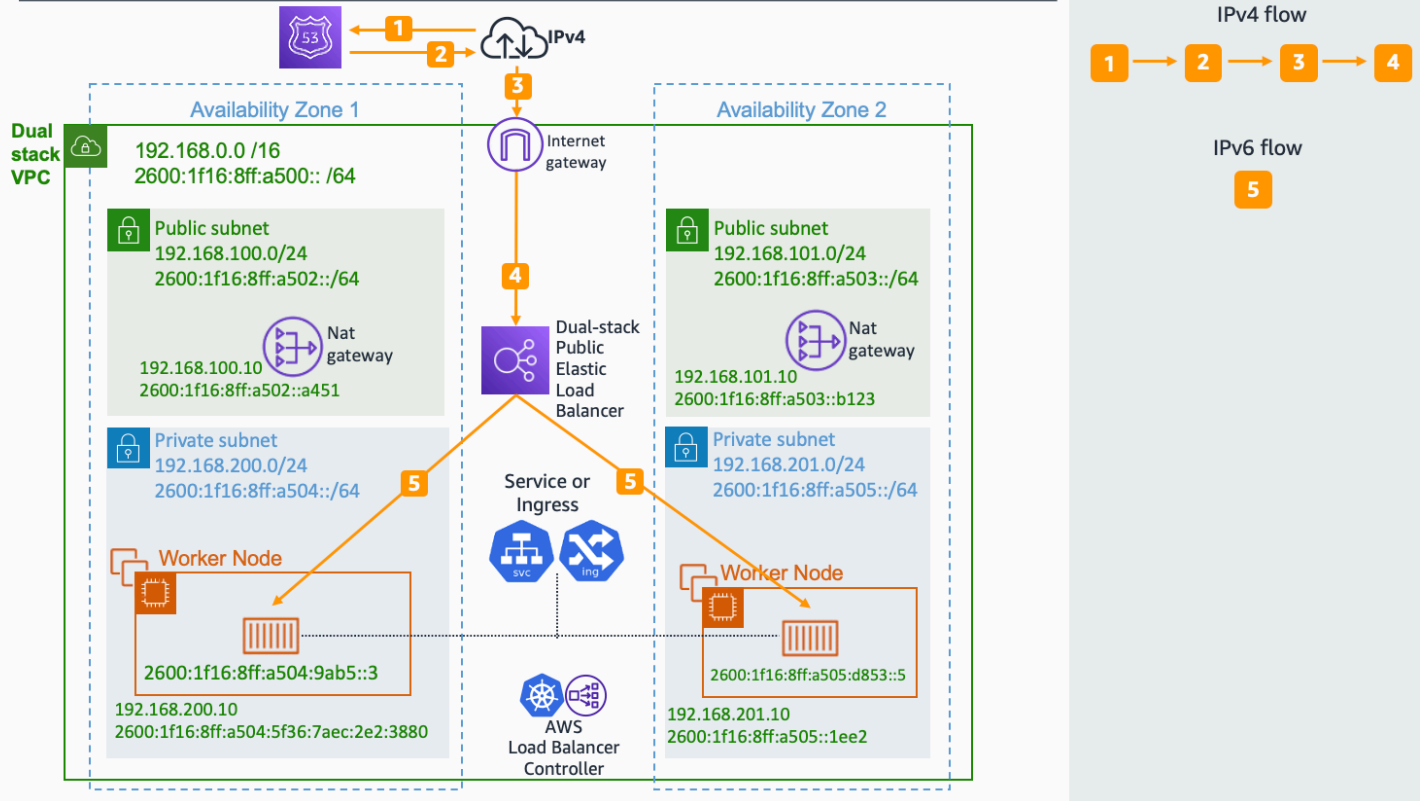 IPv4 flow
1
2
3
4
IPv6 flow
5
53
1
2
IPv4
3
Availability Zone 1
Availability Zone 2
Dual
stack
VPC
192.168.0.0 /16
2600:1f16:8ff:a500:: /64
Internet
gateway
Public subnet
192.168.100.0/24
2600:1f16:8ff:a502::/64
Nat
gateway
192.168.100.10
2600:1f16:8ff:a502::a451
4
Dual-stack
Public
Elastic
Load
Balancer
Public subnet
192.168.101.0/24
2600:1f16:8ff:a503::/64
Nat
gateway
192.168.101.10
2600:1f16:8ff:a503::b123
Private subnet
192.168.200.0/24
2600:1f16:8ff:a504::/64
5
5
Private subnet
192.168.201.0/24
2600:1f16:8ff:a505::/64
Service or
Ingress
svc
ing
Worker Node
2600:1f16:8ff:a504:9ab5::3
192.168.200.10
2600:1f16:8ff:a504:5f36:7aec:2e2:3880
Worker Node
2600:1f16:8ff:a505:d853::5
192.168.201.10
2600:1f16:8ff:a505::1ee2
AWS
Load Balancer
Controller